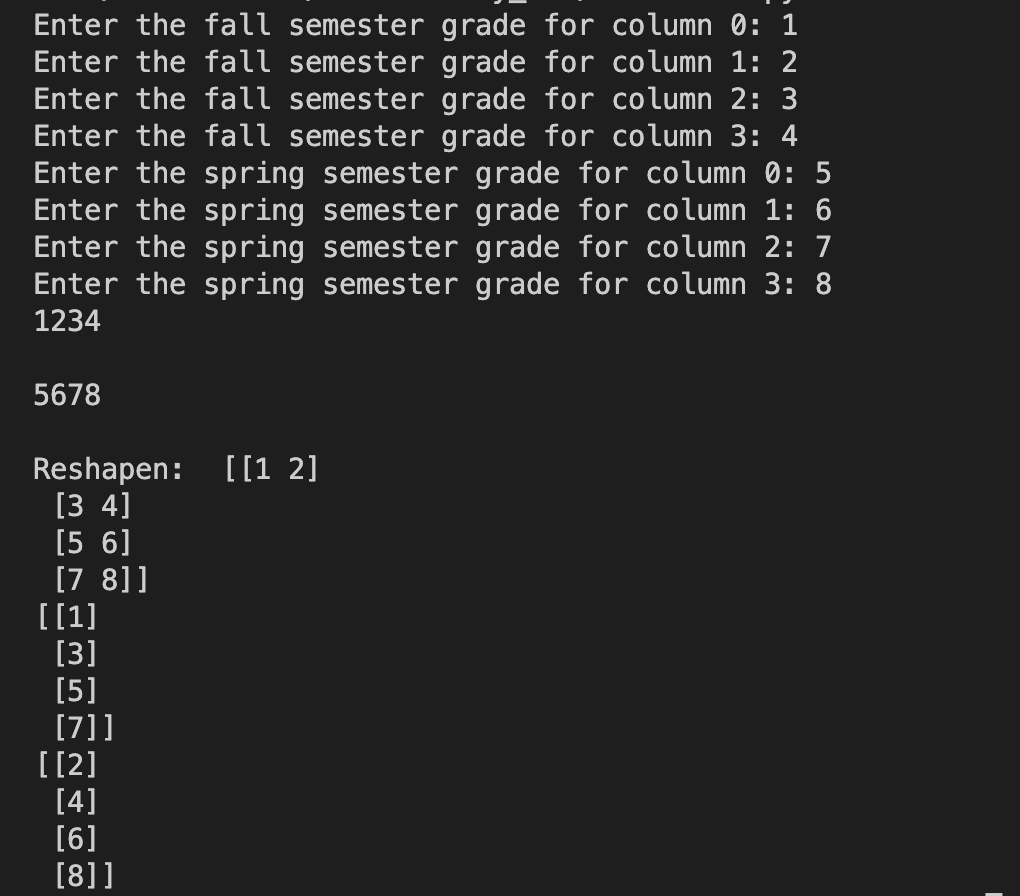 Enter the fall semester grade for column 0: 1
Enter the fall semester grade for column 1: 2
Enter the fall semester grade for column 2: 3
Enter the fall semester grade for column 3: 4
Enter the spring semester grade for column 0: 5
Enter the spring semester grade for column 1: 6
Enter the spring semester grade for column 2: 7
Enter the spring semester grade for column 3: 8
1234
5678
Reshapen:  [[1 2]
 [3 4]
 [5 6]
 [7 8]]
[[1]
 [3]
 [5]
 [7]]
[[2]
 [4]
 [6]
 [8]]